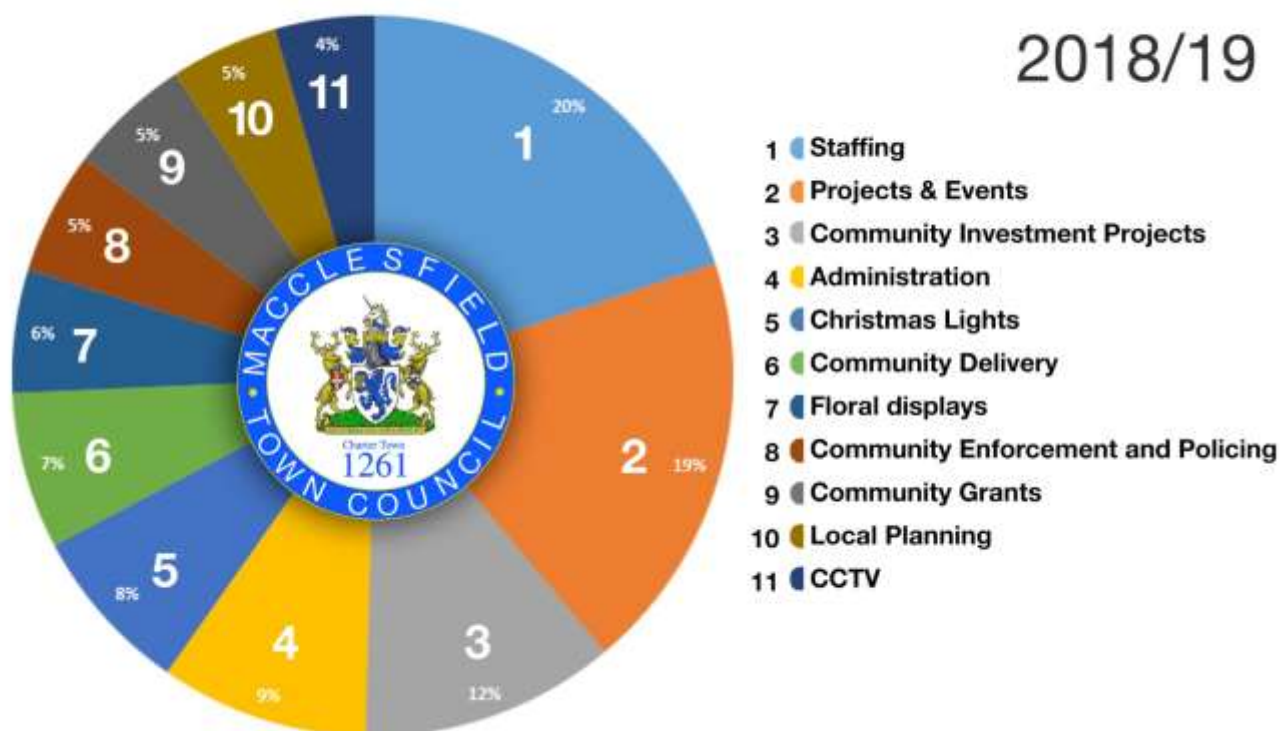 2018/19
4%
11
20%
1
5%
10
5%
9
5%
8
6%
7
7%
6
8%
5
9%
4
12%
3
2
19%
MACCLESFIELD
TOWN COUNCIL
Charter Town
1261
1 Staffing
2 Projects & Events
3 Community Investment Projects
4 Administration
5 Christmas Lights
6 Community Delivery
7 Floral displays
8 Community Enforcement and Policing
9 Community Grants
10 Local Planning
11 CCTV